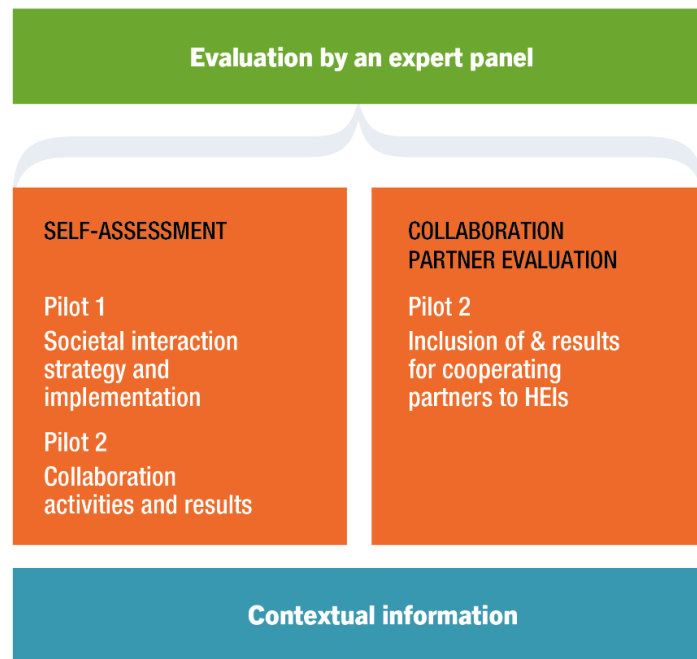 Evaluation by an expert panel
SELF-ASSESSMENT
Pilot 1
Societal interaction
strategy and
implementation
Pilot 2
Collaboration
activities and results
COLLABORATION
PARTNER EVALUATION
Pilot 2
Inclusion of & results
for cooperating
partners to HEIs
Contextual information